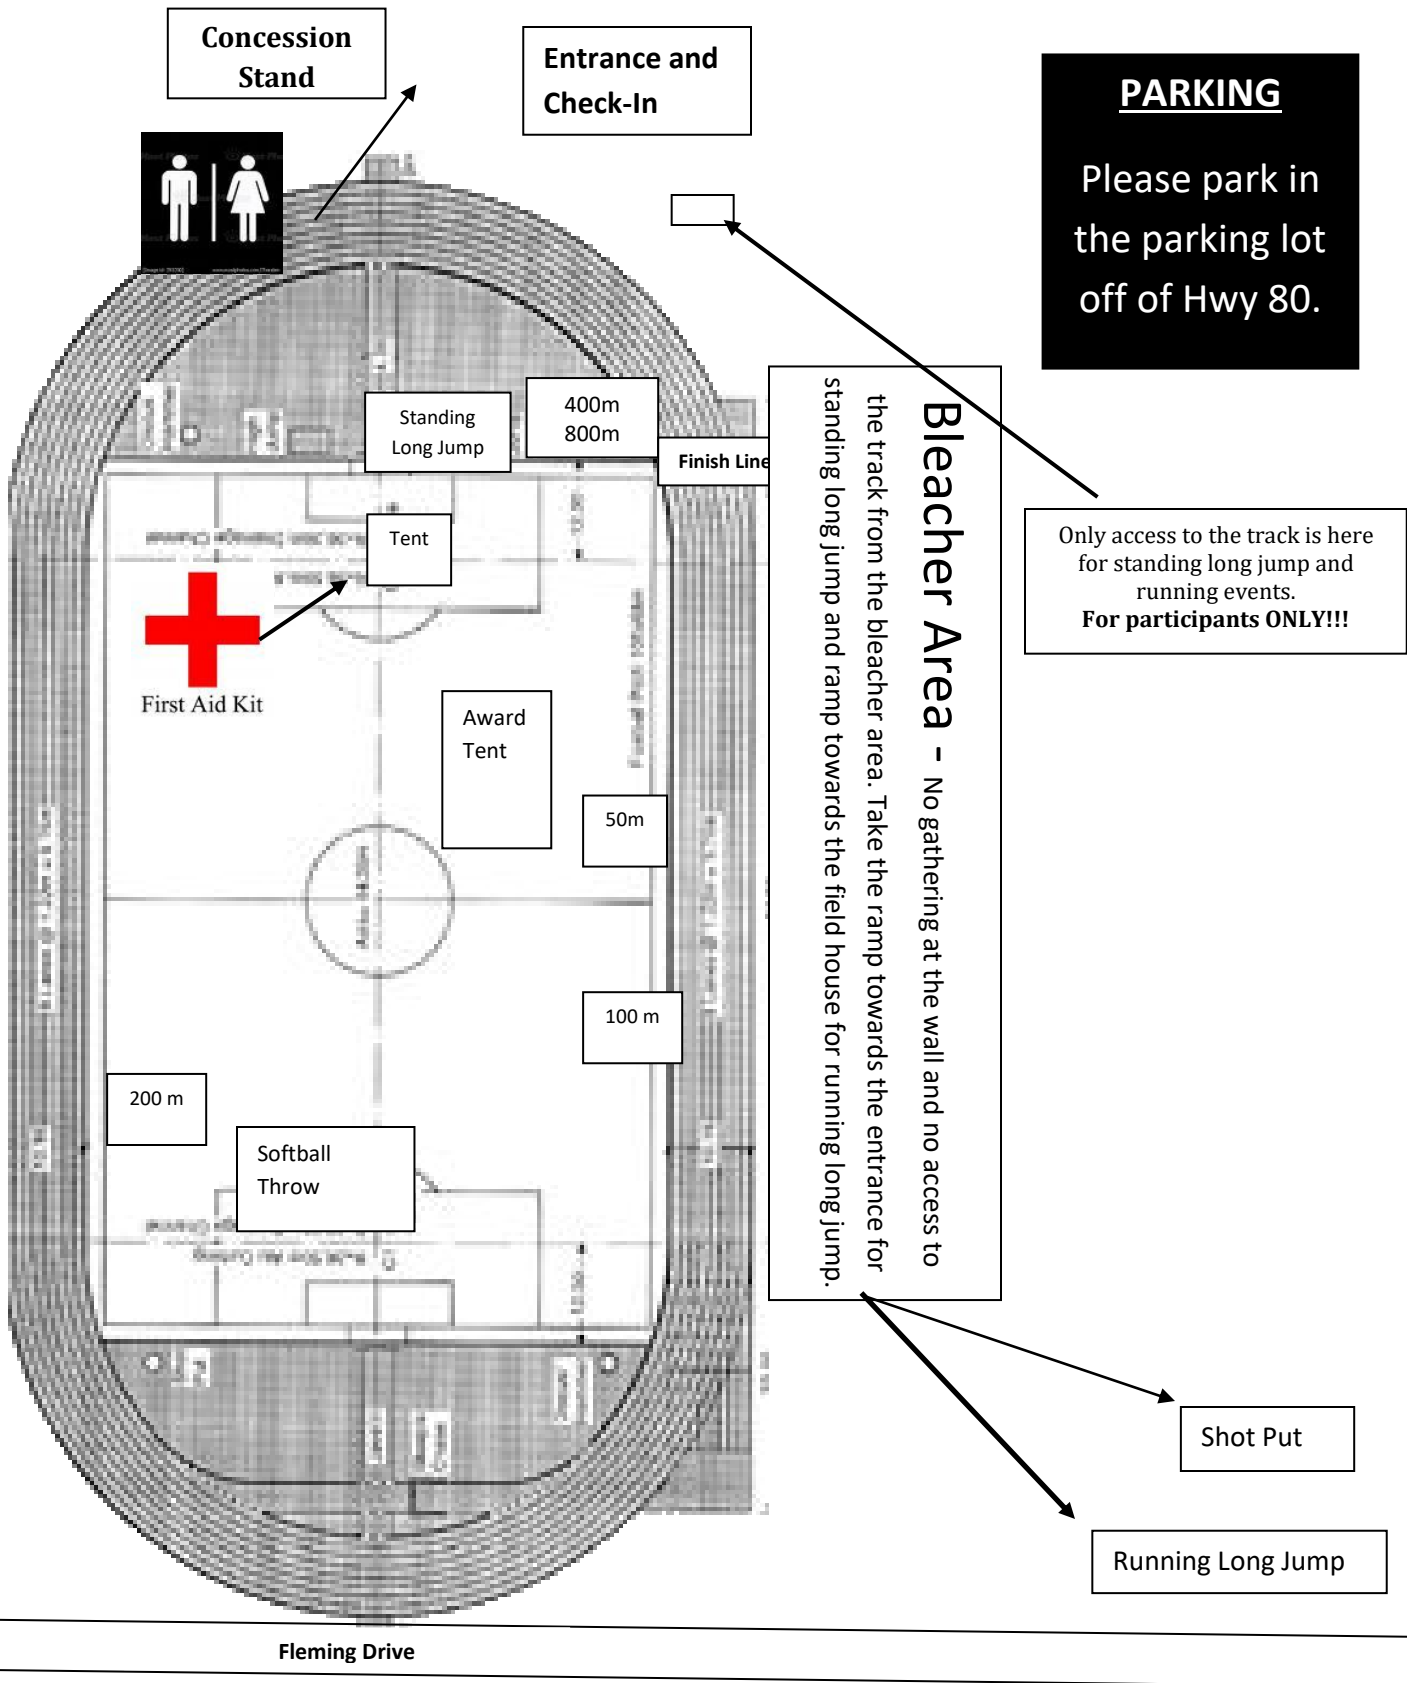 Concession
Stand
Entrance and
Check-In
PARKING
Please park in
the parking lot
off of Hwy 80.
Standing
Long Jump
400m
800m
Finish Line
Tent
First Aid Kit
Award
Tent
50m
100 m
200 m
Softball
Throw
Bleacher Area - No gathering at the wall and no access to
the track from the bleacher area. Take the ramp towards the entrance for
standing long jump and ramp towards the field house for running long jump.
Only access to the track is here
for standing long jump and
running events.
For participants ONLY!!!
Shot Put
Running Long Jump
Fleming Drive